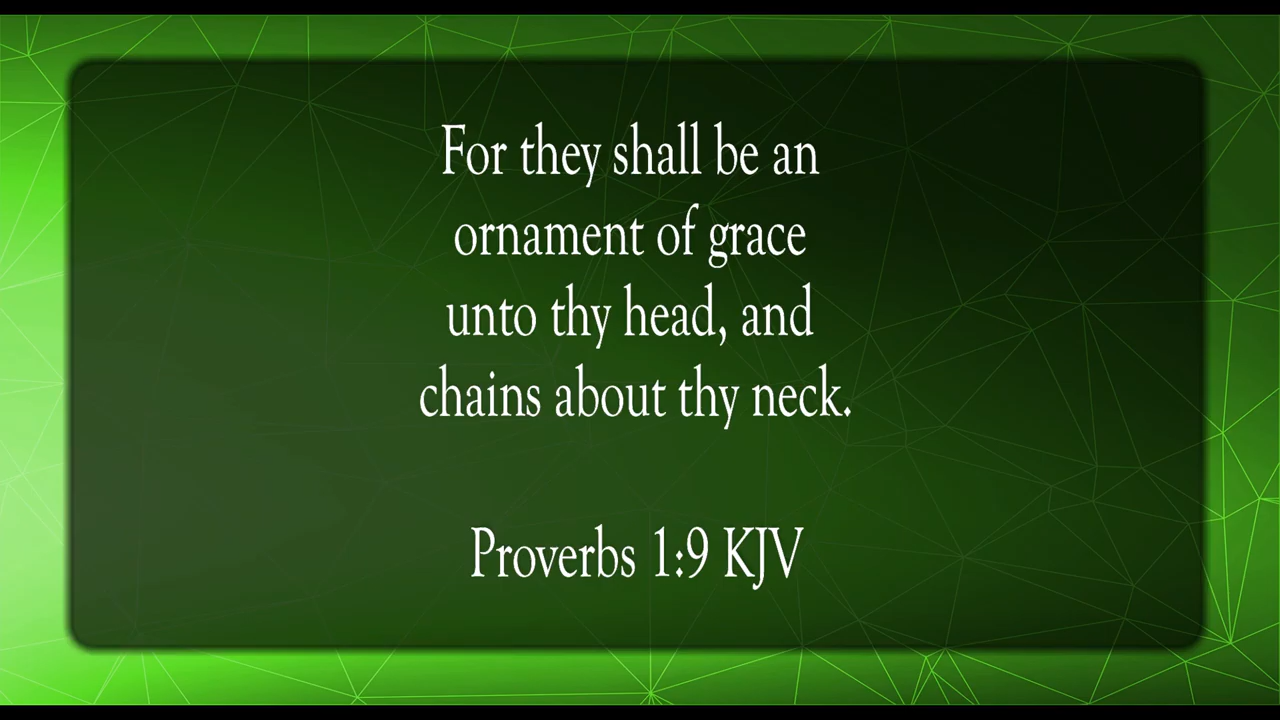 For they shall be an
ornament of grace
unto thy head, and
chains about thy neck.
Proverbs 1:9 KJV